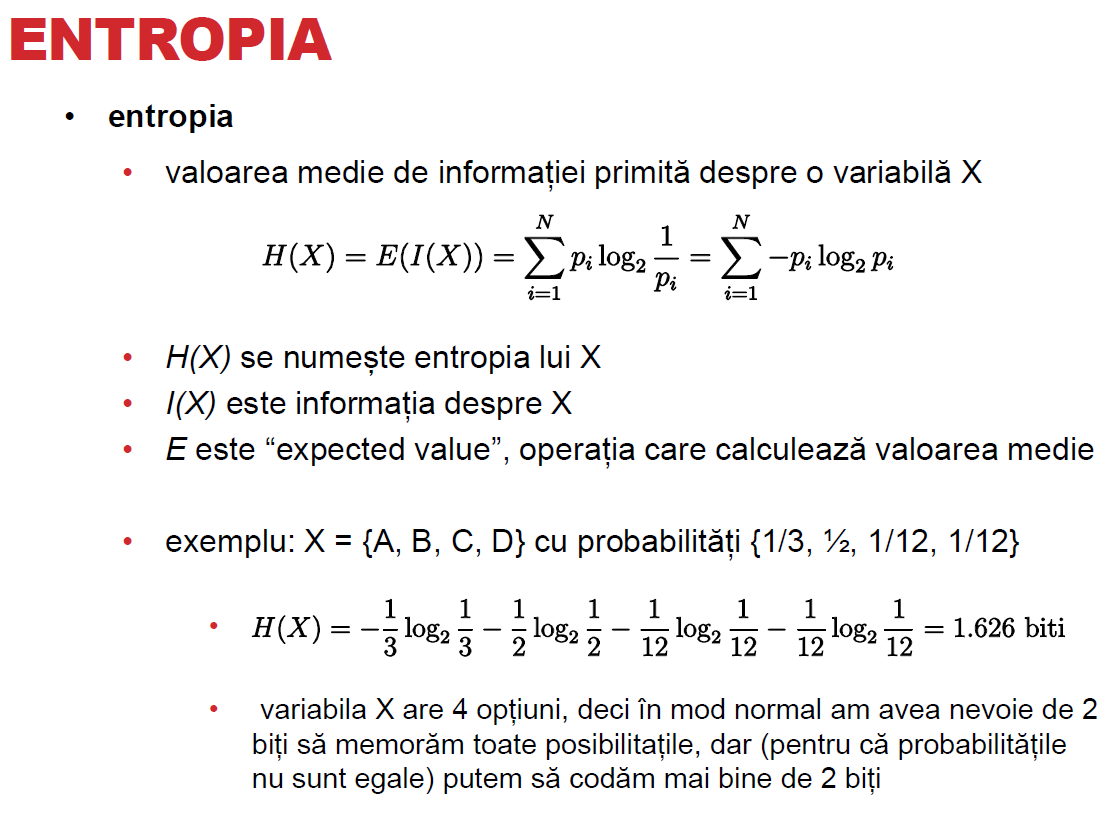 ENTROPIA
• entropia
• valoarea medie de informației primită despre o variabilă X
H(X) = E(I(X)) = \sum_{i=1}^{N} p_i \log_2 \frac{1}{p_i} = \sum_{i=1}^{N} -p_i \log_2 p_i
• H(X) se numește entropia lui X
• I(X) este informația despre X
• E este “expected value”, operația care calculează valoarea medie
• exemplu: X = {A, B, C, D} cu probabilități {1/3, ½, 1/12, 1/12}
• H(X) = -\frac{1}{3} \log_2 \frac{1}{3} - \frac{1}{2} \log_2 \frac{1}{2} - \frac{1}{12} \log_2 \frac{1}{12} - \frac{1}{12} \log_2 \frac{1}{12} = 1.626 biti
• variabila X are 4 opțiuni, deci în mod normal am avea nevoie de 2
biți să memorăm toate posibilitațile, dar (pentru că probabilitățile
nu sunt egale) putem să codăm mai bine de 2 biți